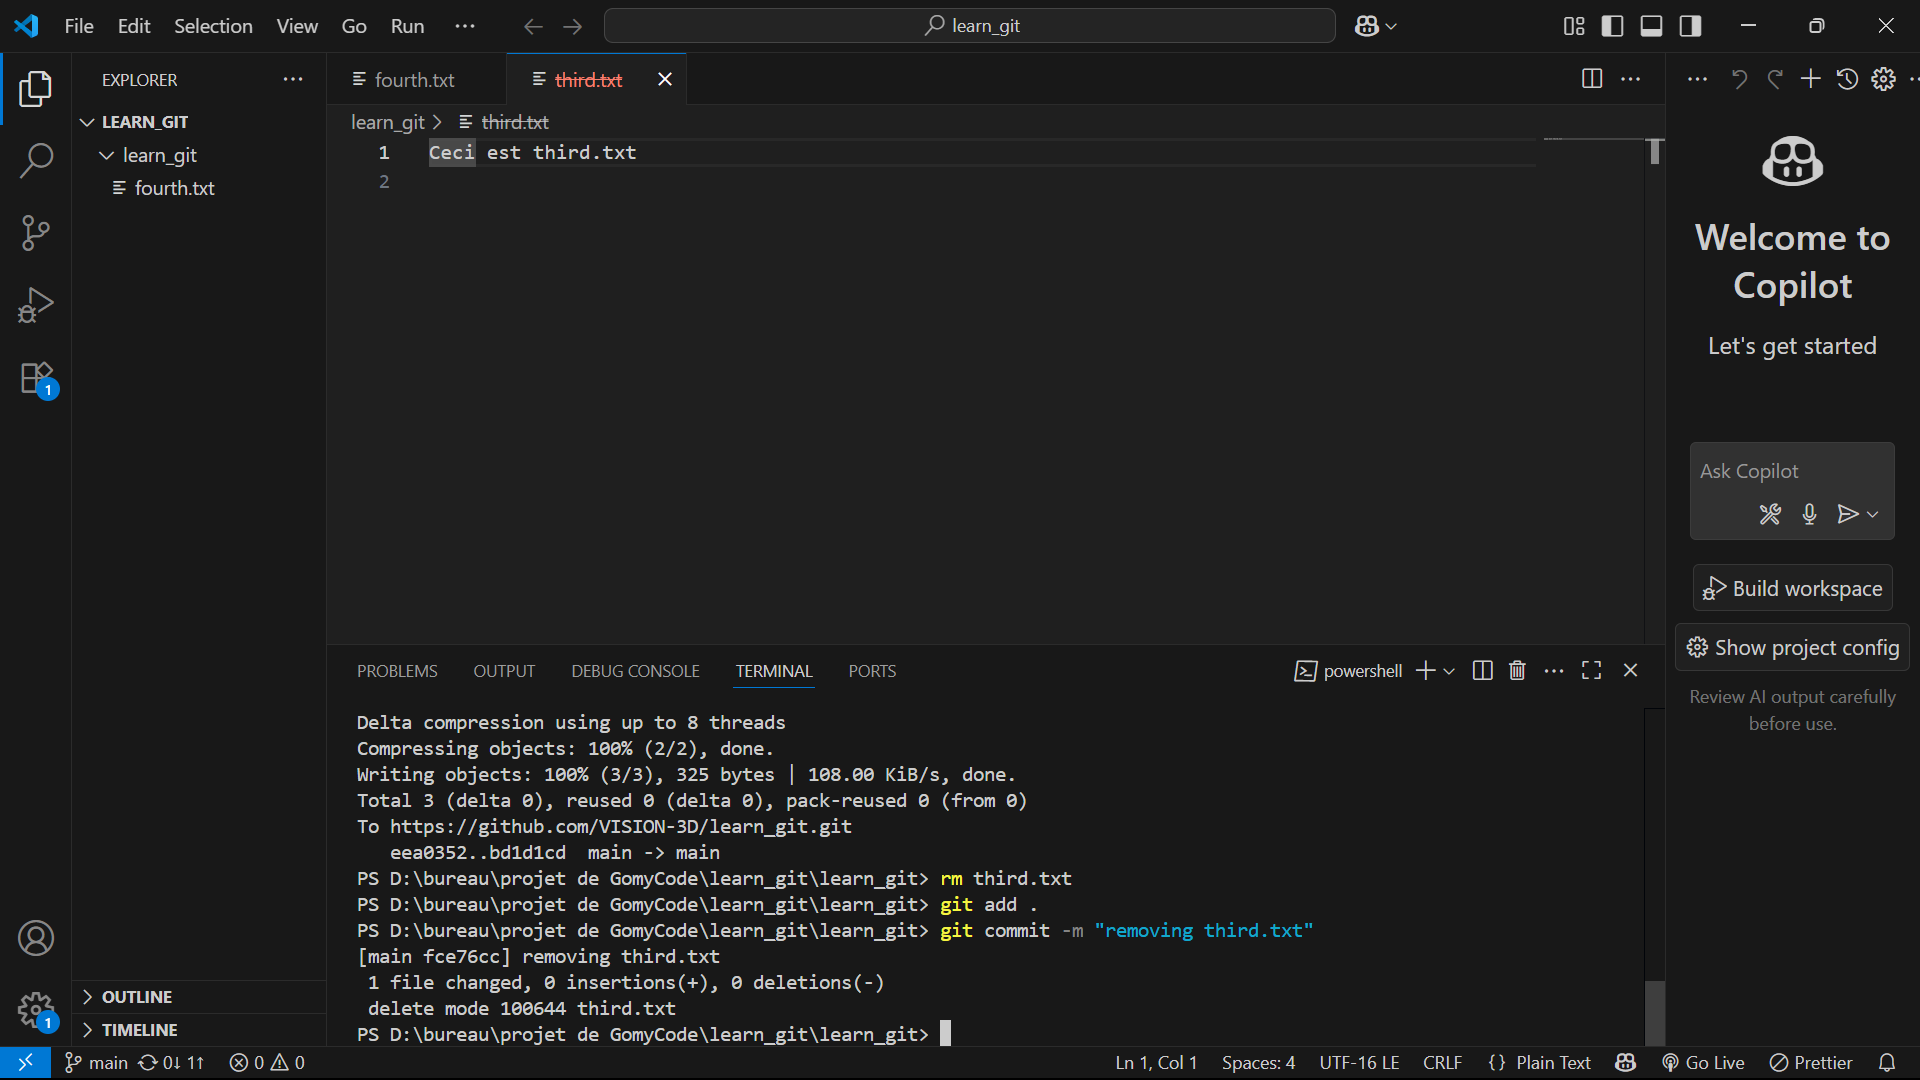 File Edit Selection View Go Run
learn_git
EXPLORER
LEARN_GIT
learn_git
fourth.txt
1
fourth.txt
third.txt
learn_git > third.txt
1 Ceci est third.txt
2
Welcome to
Copilot
Let's get started
Ask Copilot
Build workspace
Show project config
Review AI output carefully
before use.
PROBLEMS OUTPUT DEBUG CONSOLE TERMINAL PORTS
powershell
Delta compression using up to 8 threads
Compressing objects: 100% (2/2), done.
Writing objects: 100% (3/3), 325 bytes | 108.00 KiB/s, done.
Total 3 (delta 0), reused 0 (delta 0), pack-reused 0 (from 0)
To https://github.com/VISION-3D/learn_git.git
eea0352..bd1d1cd  main -> main
PS D:\bureau\projet de GomyCode\learn_git\learn_git> rm third.txt
PS D:\bureau\projet de GomyCode\learn_git\learn_git> git add .
PS D:\bureau\projet de GomyCode\learn_git\learn_git> git commit -m "removing third.txt"
[main fce76cc] removing third.txt
1 file changed, 0 insertions(+), 0 deletions(-)
delete mode 100644 third.txt
PS D:\bureau\projet de GomyCode\learn_git\learn_git>
OUTLINE
TIMELINE
1
main 0↓ 1↑ 0 0
Ln 1, Col 1 Spaces: 4 UTF-16 LE CRLF {} Plain Text Go Live Prettier